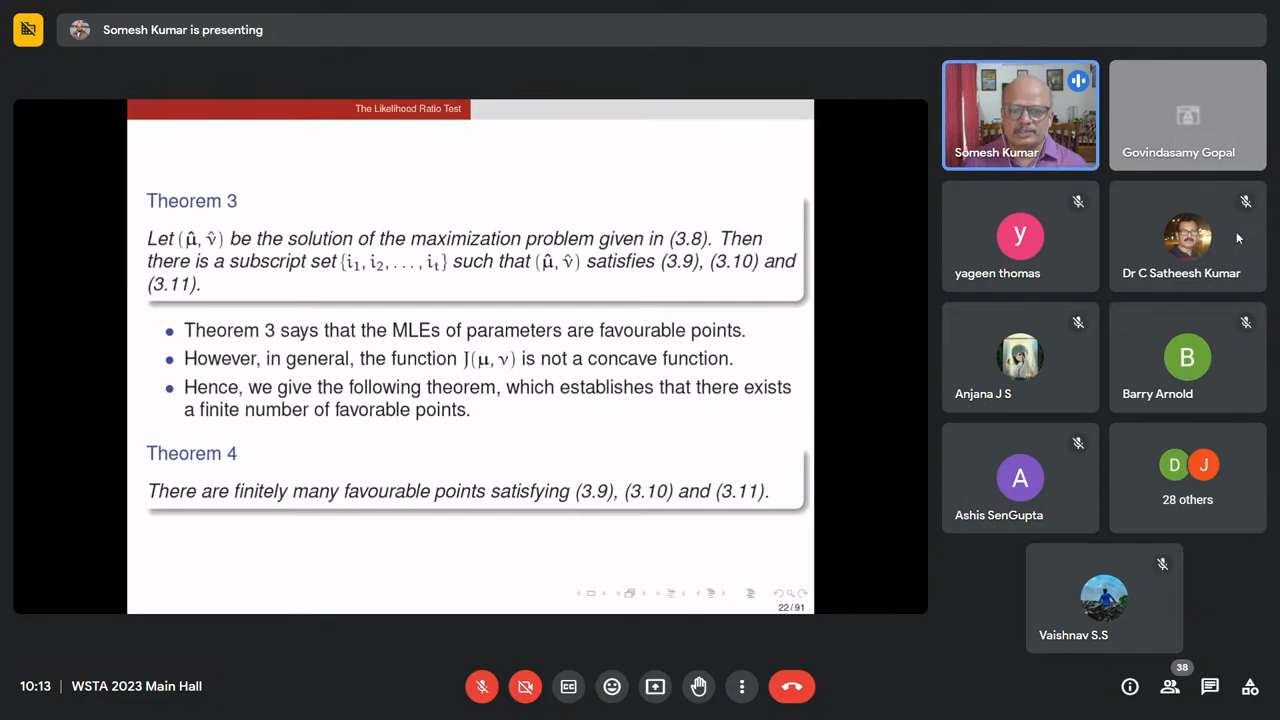 Somesh Kumar is presenting
The Likelihood Ratio Test
Theorem 3
Let (μ̂, ν̂) be the solution of the maximization problem given in (3.8). Then
there is a subscript set {i₁, i₂, . . . , iₜ} such that (μ̂, ν̂) satisfies (3.9), (3.10) and
(3.11).
Theorem 3 says that the MLEs of parameters are favourable points.
However, in general, the function J(μ, ν) is not a concave function.
Hence, we give the following theorem, which establishes that there exists
a finite number of favorable points.
Theorem 4
There are finitely many favourable points satisfying (3.9), (3.10) and (3.11).
22/91
Somesh Kumar
Govindasamy Gopal
y
yageen thomas
Dr C Satheesh Kumar
Anjana J S
B
Barry Arnold
A
Ashis SenGupta
D J
28 others
Vaishnav S.S
10:13 | WSTA 2023 Main Hall
CC
38